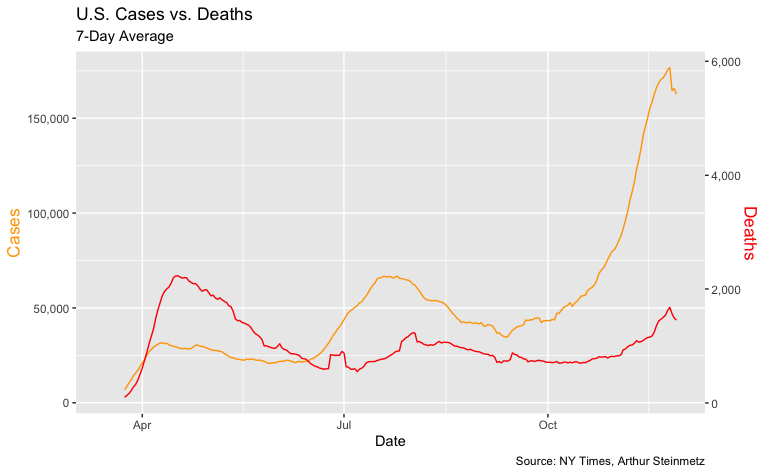 U.S. Cases vs. Deaths
7-Day Average
150,000
100,000
50,000
0
Cases
6,000
4,000
2,000
0
Deaths
Apr
Jul
Oct
Date
Source: NY Times, Arthur Steinmetz